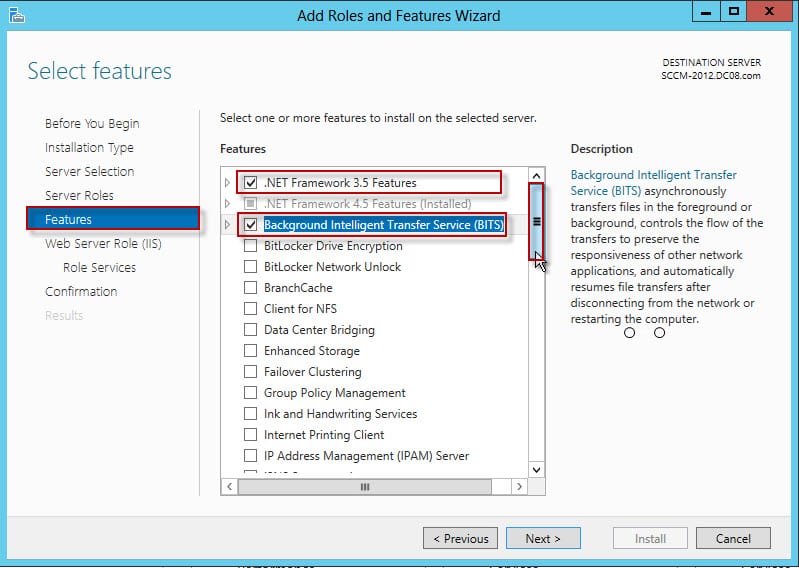 Add Roles and Features Wizard
Select features
DESTINATION SERVER
SCCM-2012.DC08.com
Before You Begin
Installation Type
Server Selection
Server Roles
Features
Web Server Role (IIS)
Role Services
Confirmation
Results
Select one or more features to install on the selected server.
Features
.NET Framework 3.5 Features
.NET Framework 4.5 Features (Installed)
Background Intelligent Transfer Service (BITS)
BitLocker Drive Encryption
BitLocker Network Unlock
BranchCache
Client for NFS
Data Center Bridging
Enhanced Storage
Failover Clustering
Group Policy Management
Ink and Handwriting Services
Internet Printing Client
IP Address Management (IPAM) Server
Description
Background Intelligent Transfer
Service (BITS) asynchronously
transfers files in the foreground or
background, controls the flow of the
transfers to preserve the
responsiveness of other network
applications, and automatically
resumes file transfers after
disconnecting from the network or
restarting the computer.
< Previous
Next >
Install
Cancel